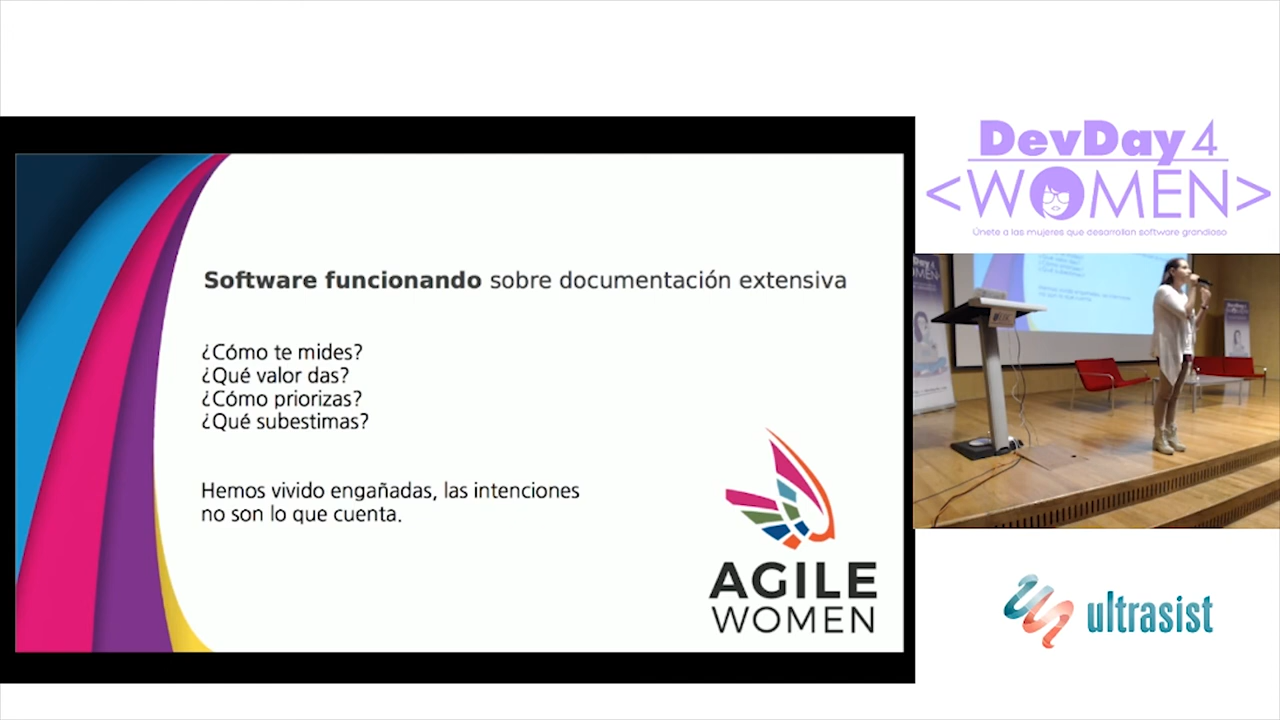 Software funcionando sobre documentación extensiva
¿Cómo te mides?
¿Qué valor das?
¿Cómo priorizas?
¿Qué subestimas?
Hemos vivido engañadas, las intenciones
no son lo que cuenta.
AGILE
WOMEN
DevDay4
<WOMEN>
Únete a las mujeres que desarrollan software grandioso
ultrasist